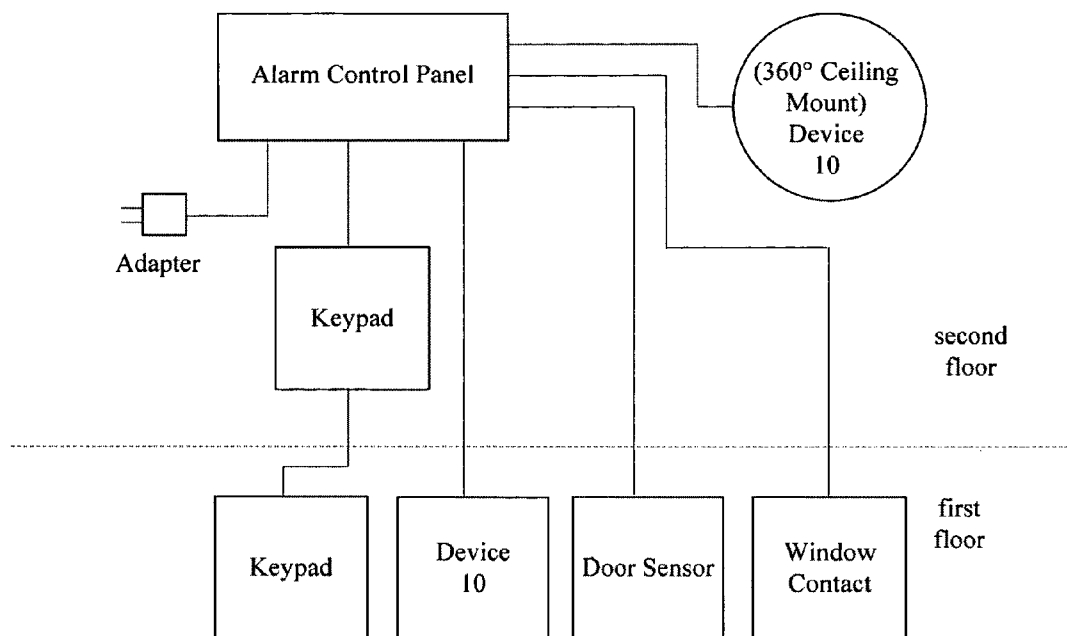 Alarm Control Panel
(360° Ceiling
Mount)
Device
10
Adapter
Keypad
second
floor
first
floor
Keypad
Device
10
Door Sensor
Window
Contact